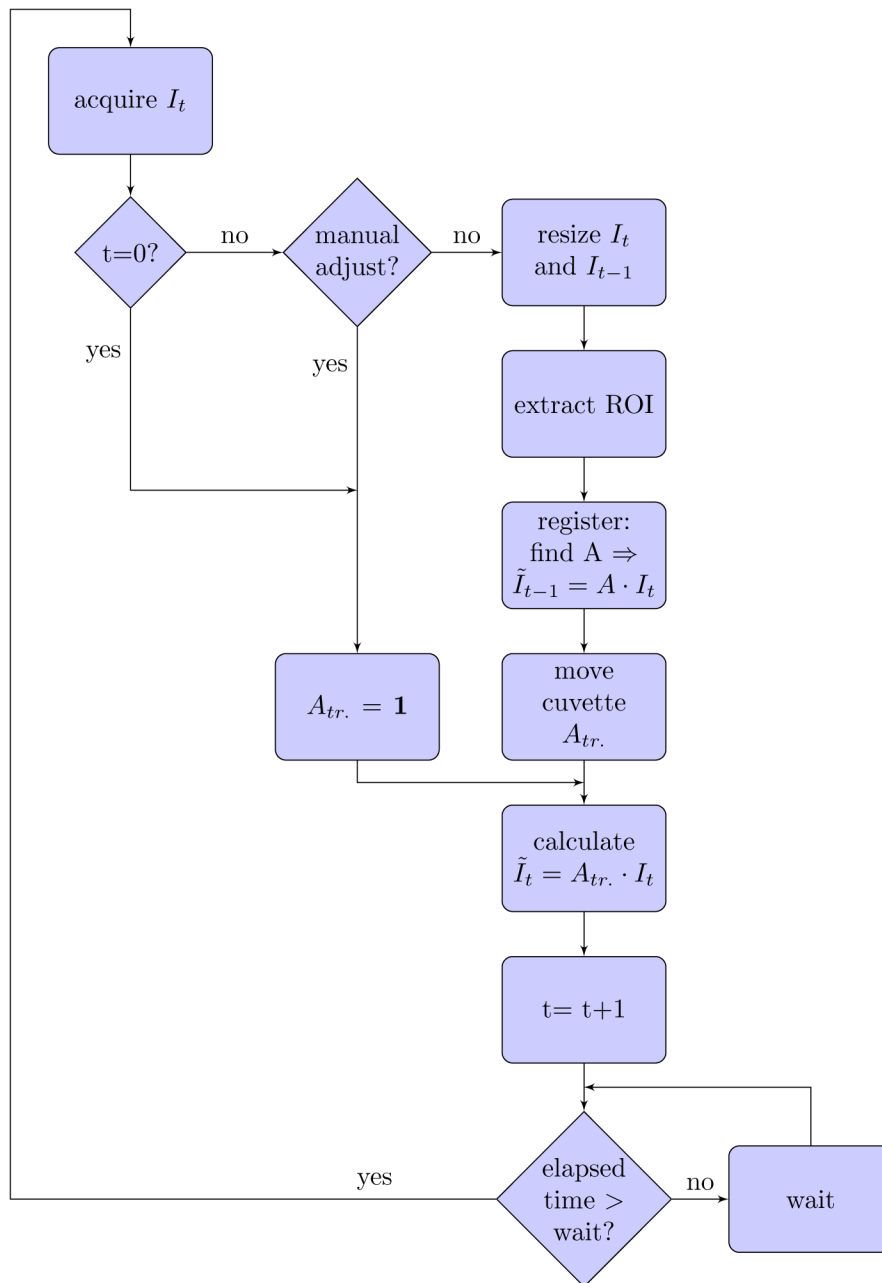 acquire I_t
t=0?
no
manual
adjust?
no
resize I_t
and I_{t−1}
yes
yes
extract ROI
register:
find A ⇒
Ĩ_{t−1} = A · I_t
A_{tr.} = 1
move
cuvette
A_{tr.}
calculate
Ĩ_t = A_{tr.} · I_t
t= t+1
yes
elapsed
time >
wait?
no
wait